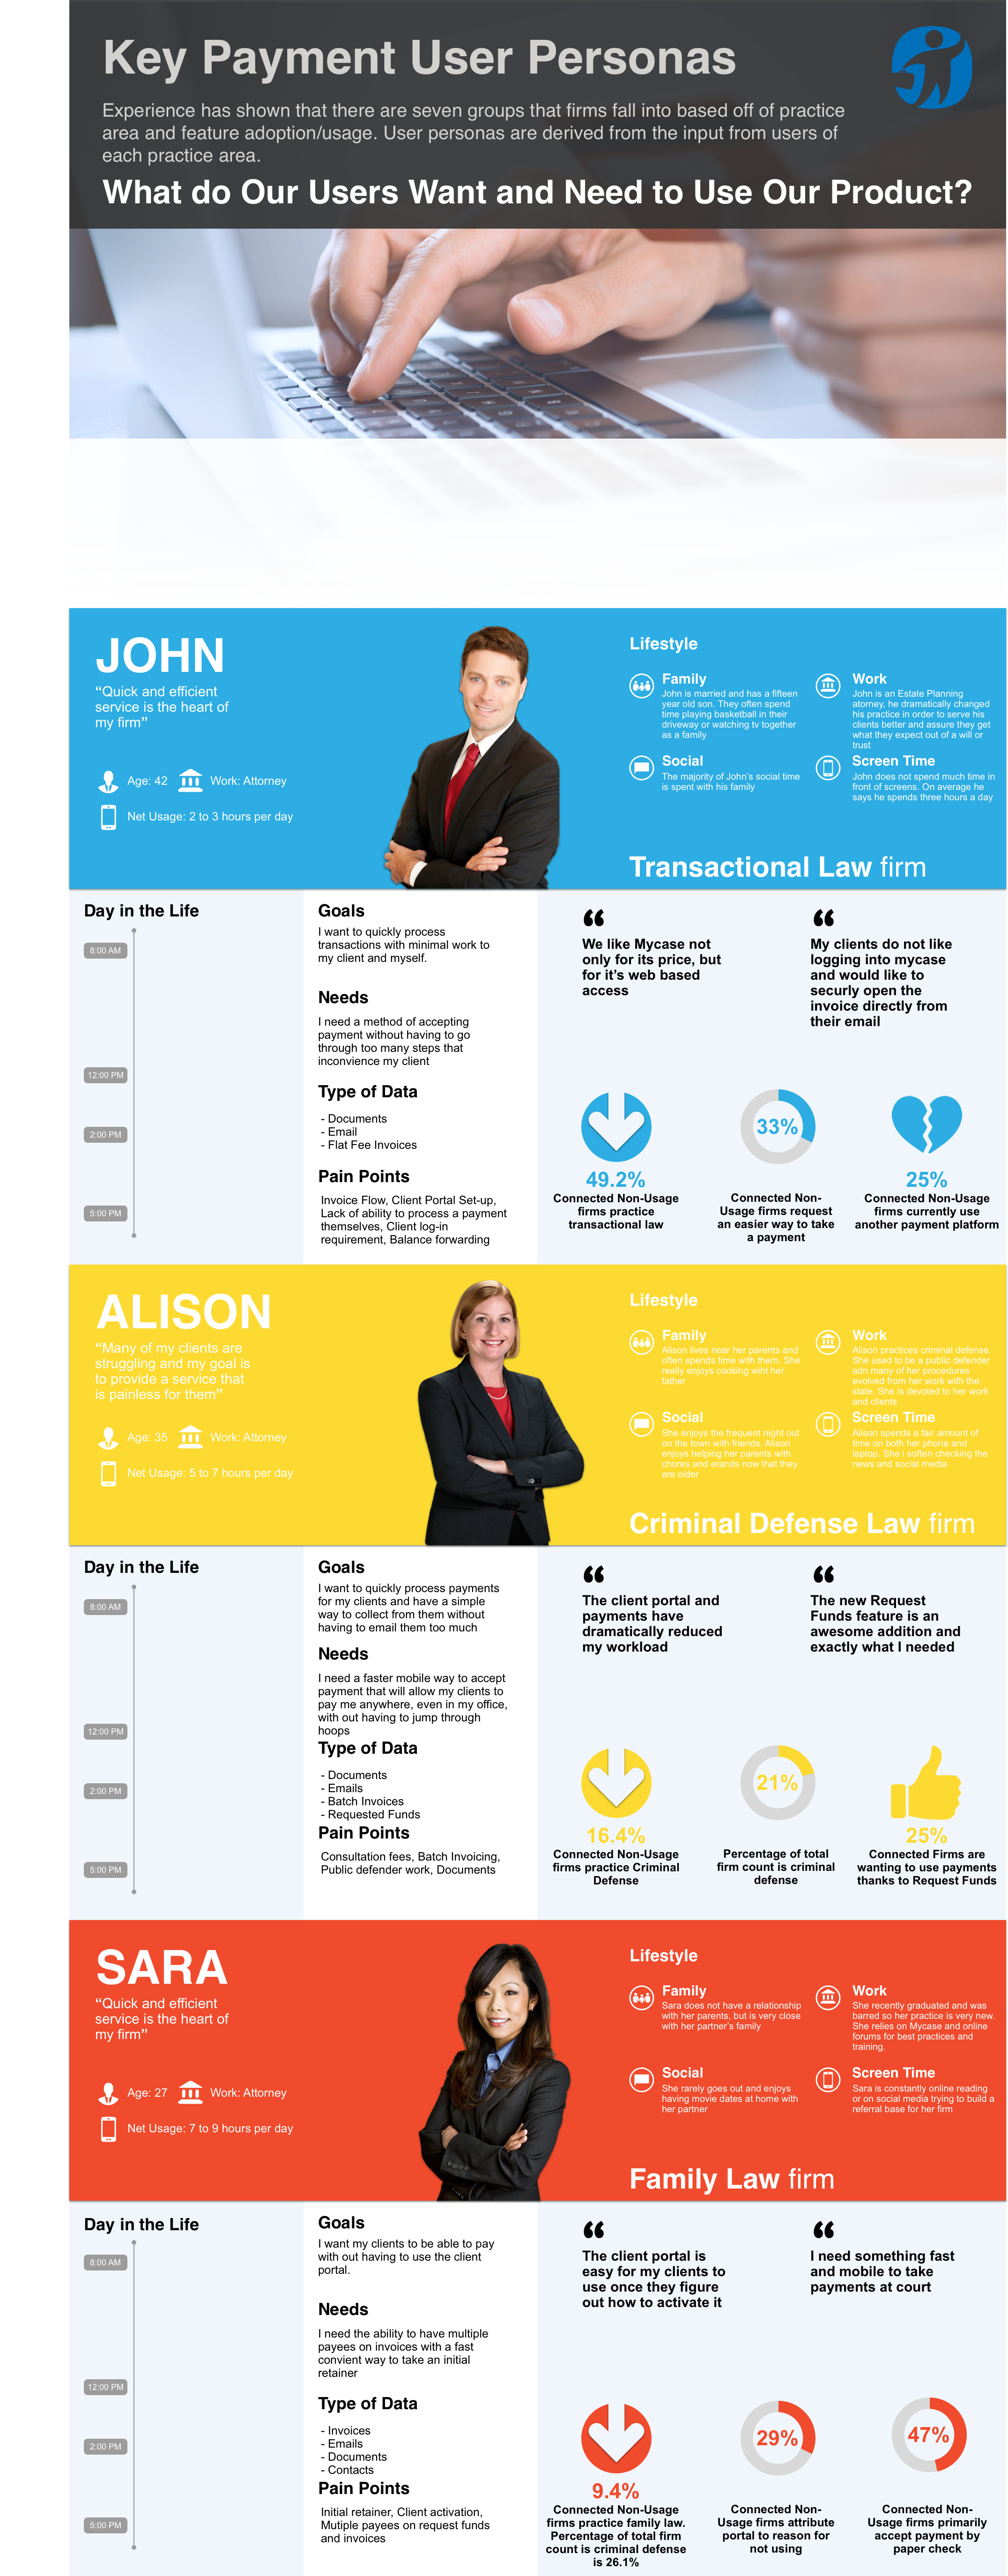 Key Payment User Personas
Experience has shown that there are seven groups that firms fall into based off of practice
area and feature adoption/usage. User personas are derived from the input from users of
each practice area.
What do Our Users Want and Need to Use Our Product?
JOHN
“Quick and efficient
service is the heart of
my firm”
Age: 42 Work: Attorney
Net Usage: 2 to 3 hours per day
Lifestyle
Family
John is married and has a fifteen
year old son. They often spend
time playing basketball in their
driveway or watching tv together
as a family
Work
John is an Estate Planning
atorney, he dramatically changed
his practice in order to serve his
clients better and assure they get
what they expect out of a will or
trust
Social
The majority of John’s social time
is spent with his family
Screen Time
John does not spend much time in
front of screens. On average he
says he spends three hours a day
Transactional Law firm
Day in the Life
8:00 AM
12:00 PM
2:00 PM
5:00 PM
Goals
I want to quickly process
transactions with minimal work to
my client and myself.
Needs
I need a method of accepting
payment without having to go
through too many steps that
inconvience my client
Type of Data
- Documents
- Email
- Flat Fee Invoices
Pain Points
Invoice Flow, Client Portal Set-up,
Lack of ability to process a payment
themselves, Client log-in
requirement, Balance forwarding
“
We like Mycase not
only for its price, but
for it’s web based
access
“
My clients do not like
logging into mycase
and would like to
securly open the
invoice directly from
their email
49.2%
Connected Non-Usage
firms practice
transactional law
33%
Connected Non-
Usage firms request
an easier way to take
a payment
25%
Connected Non-Usage
firms currently use
another payment platform
ALISON
“Many of my clients are
struggling and my goal is
to provide a service that
is painless for them”
Age: 35 Work: Attorney
Net Usage: 5 to 7 hours per day
Lifestyle
Family
Alison lives near her parents and
often spends time with them. She
really enjoys cooking wiht her
father
Work
Alison practices criminal defense.
She used to be a public defender
adn many of her procedures
evolved from her work with the
state. She is devoted to her work
and clients
Social
She enjoys the frequent night out
on the town with friends. Alison
enjoys helping her parents with
chores and erands now that they
are older
Screen Time
Alison spends a fair amount of
time on both her phone and
laptop. She i soften checking the
news and social media
Criminal Defense Law firm
Day in the Life
8:00 AM
12:00 PM
2:00 PM
5:00 PM
Goals
I want to quickly process payments
for my clients and have a simple
way to collect from them without
having to email them too much
Needs
I need a faster mobile way to accept
payment that will allow my clients to
pay me anywhere, even in my office,
with out having to jump through
hoops
Type of Data
- Documents
- Emails
- Batch Invoices
- Requested Funds
Pain Points
Consultation fees, Batch Invoicing,
Public defender work, Documents
“
The client portal and
payments have
dramatically reduced
my workload
“
The new Request
Funds feature is an
awesome addition and
exactly what I needed
16.4%
Connected Non-Usage
firms practice Criminal
Defense
21%
Percentage of total
firm count is criminal
defense
25%
Connected Firms are
wanting to use payments
thanks to Request Funds
SARA
“Quick and efficient
service is the heart of
my firm”
Age: 27 Work: Attorney
Net Usage: 7 to 9 hours per day
Lifestyle
Family
Sara does not have a relationship
with her parents, but is very close
with her partner’s family
Work
She recently graduated and was
barred so her practice is very new.
She relies on Mycase and online
forums for best practices and
training.
Social
She rarely goes out and enjoys
having movie dates at home with
her partner
Screen Time
Sara is constantly online reading
or on social media trying to build a
referral base for her firm
Family Law firm
Day in the Life
8:00 AM
12:00 PM
2:00 PM
5:00 PM
Goals
I want my clients to be able to pay
with out having to use the client
portal.
Needs
I need the ability to have multiple
payees on invoices with a fast
convient way to take an initial
retainer
Type of Data
- Invoices
- Emails
- Documents
- Contacts
Pain Points
Initial retainer, Client activation,
Mutiple payees on request funds
and invoices
“
The client portal is
easy for my clients to
use once they figure
out how to activate it
“
I need something fast
and mobile to take
payments at court
9.4%
Connected Non-Usage
firms practice family law.
Percentage of total firm
count is criminal defense
is 26.1%
29%
Connected Non-
Usage firms attribute
portal to reason for
not using
47%
Connected Non-
Usage firms primarily
accept payment by
paper check